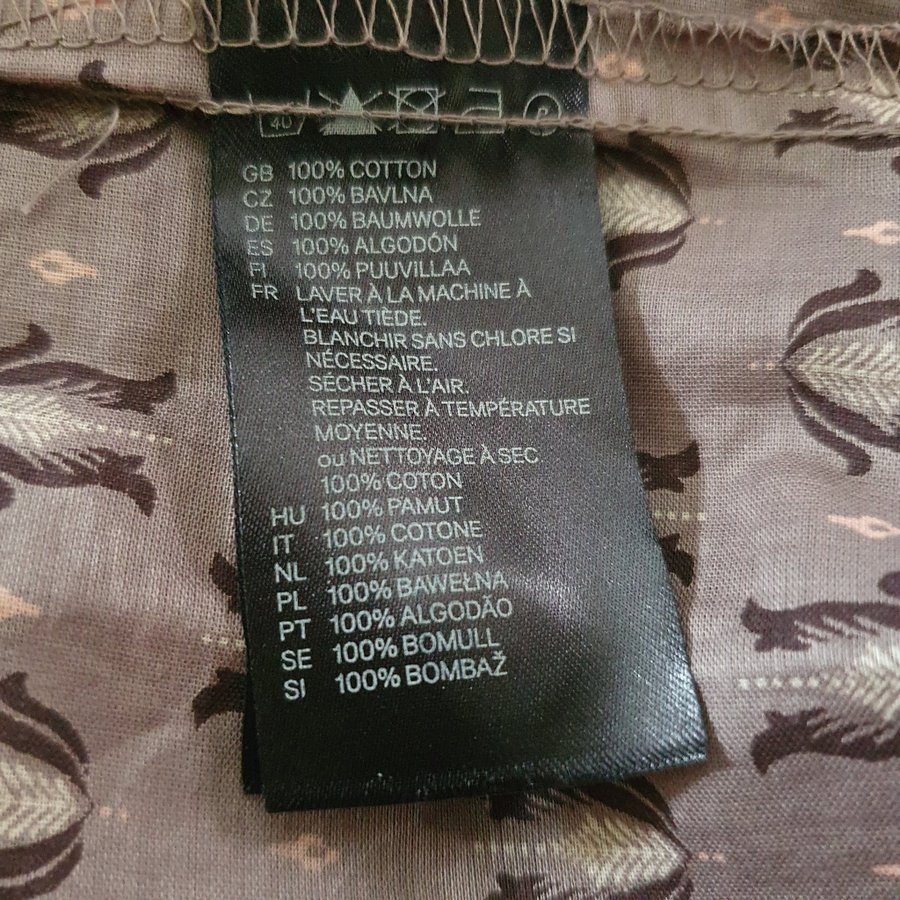 40
GB 100% COTTON
CZ 100% BAVLNA
DE 100% BAUMWOLLE
ES 100% ALGODÓN
FI 100% PUUVILLAA
FR LAVER À LA MACHINE À
L'EAU TIÈDE.
BLANCHIR SANS CHLORE SI
NÉCESSAIRE.
SÉCHER À L'AIR.
REPASSER À TEMPÉRATURE
MOYENNE.
OU NETTOYAGE À SEC
100% COTON
HU 100% PAMUT
IT 100% COTONE
NL 100% KATOEN
PL 100% BAWEŁNA
PT 100% ALGODÃO
SE 100% BOMULL
SI 100% BOMBAŽ